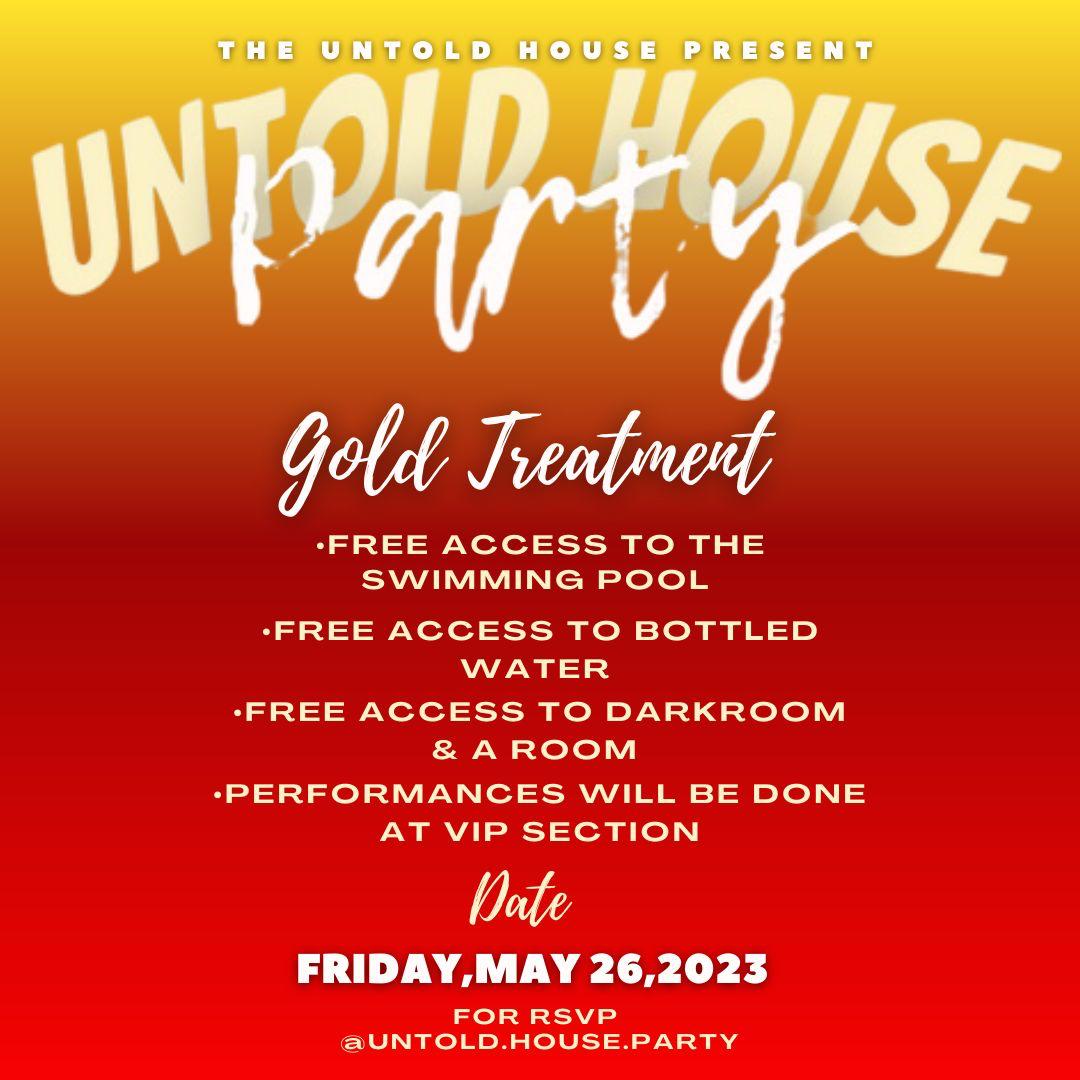 THE UNTOLD HOUSE PRESENT
UNTOLD HOUSE
Party
Gold Treatment
•FREE ACCESS TO THE
SWIMMING POOL
•FREE ACCESS TO BOTTLED
WATER
•FREE ACCESS TO DARKROOM
& A ROOM
•PERFORMANCES WILL BE DONE
AT VIP SECTION
Date
FRIDAY,MAY 26,2023
FOR RSVP
@UNTOLD.HOUSE.PARTY